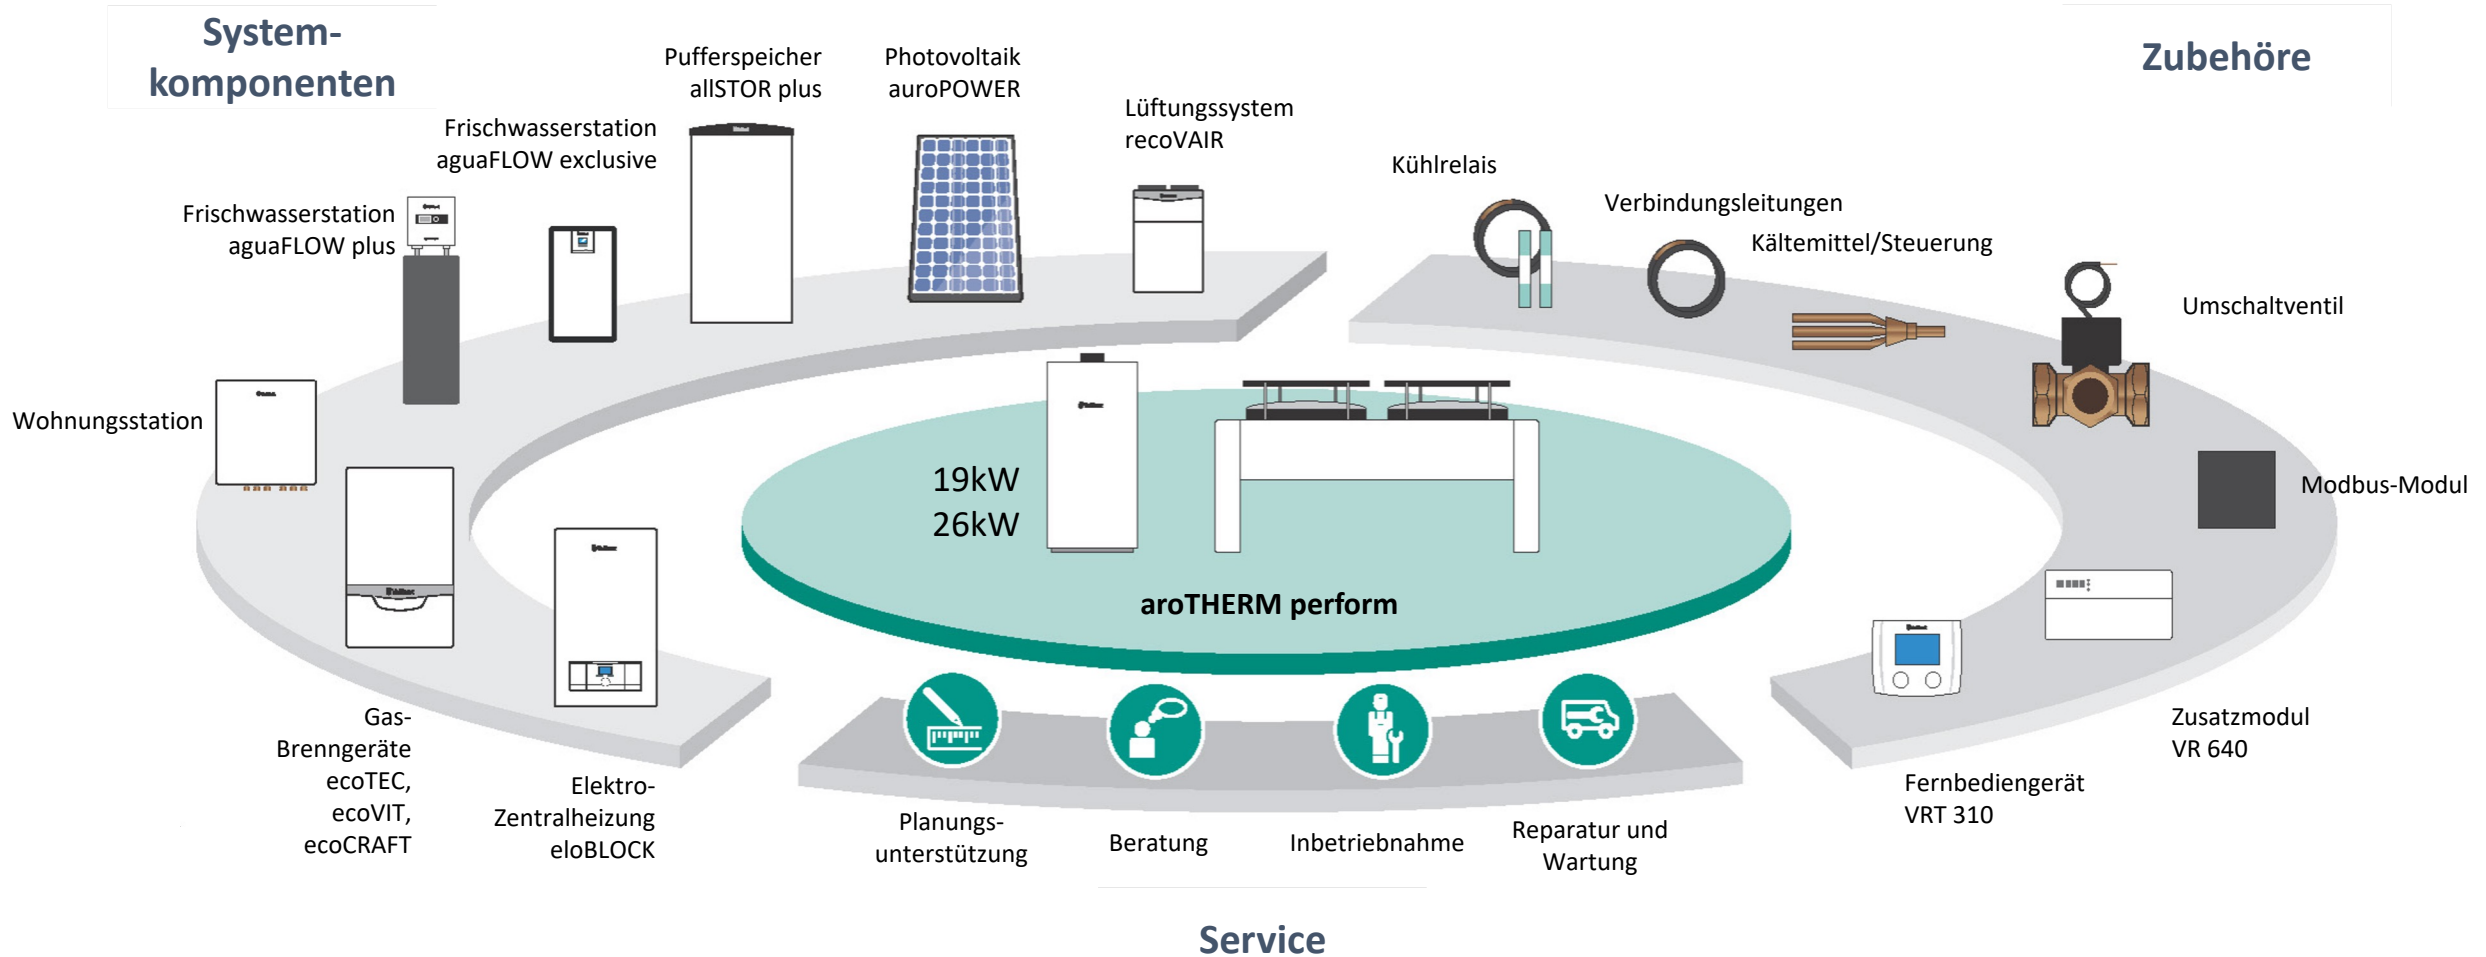 System-
komponenten
Zubehöre
Pufferspeicher
allSTOR plus
Photovoltaik
auroPOWER
Lüftungssystem
recoVAIR
Frischwasserstation
aguaFLOW exclusive
Kühlrelais
Frischwasserstation
aguaFLOW plus
Verbindungsleitungen
Kältemittel/Steuerung
Umschaltventil
Wohnungsstation
19kW
26kW
Modbus-Modul
aroTHERM perform
Gas-
Brenngeräte
ecoTEC,
ecoVIT,
ecoCRAFT
Elektro-
Zentralheizung
eloBLOCK
Zusatzmodul
VR 640
Fernbediengerät
VRT 310
Planungs-
unterstützung
Beratung
Inbetriebnahme
Reparatur und
Wartung
Service